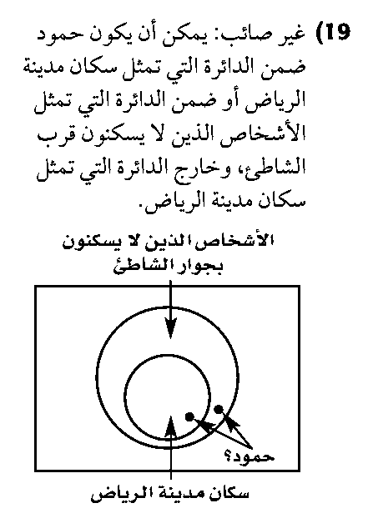 19) غير صائب: يمكن أن يكون حمود
ضمن الدائرة التي تمثل سكان مدينة
الرياض أو ضمن الدائرة التي تمثل
الأشخاص الذين لا يسكنون قرب
الشاطئ، وخارج الدائرة التي تمثل
سكان مدينة الرياض.
الأشخاص الذين لا يسكنون
بجوار الشاطئ
حمود؟
سكان مدينة الرياض